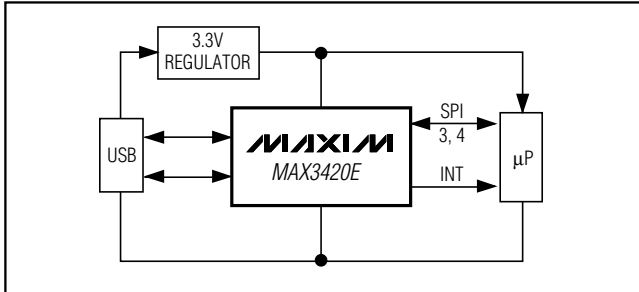 3.3V
REGULATOR
USB
MAXIM
MAX3420E
SPI
3, 4
INT
µP